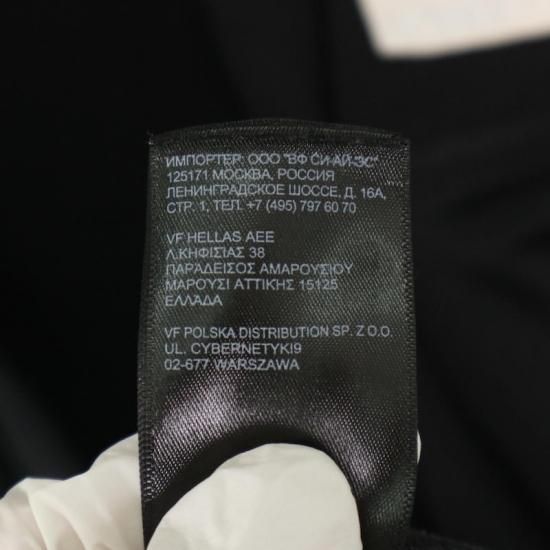 ИМПОРТЕР: ООО "ВФ СИ-АЙ-ЭС"
125171 МОСКВА, РОССИЯ
ЛЕНИНГРАДСКОЕ ШОССЕ, Д. 16А,
СТР. 1, ТЕЛ. +7 (495) 797 60 70
VF HELLAS AEE
Λ.ΚΗΦΙΣΙΑΣ 38
ΠΑΡΆΔΕΙΣΟΣ ΑΜΑΡΟΥΣΙΟΥ
ΜΑΡΟΥΣΙ ΑΤΤΙΚΗΣ 15125
ΕΛΛΑΔΑ
VF POLSKA DISTRIBUTION SP. Z O.O.
UL. CYBERNETYKI9
02-677 WARSZAWA